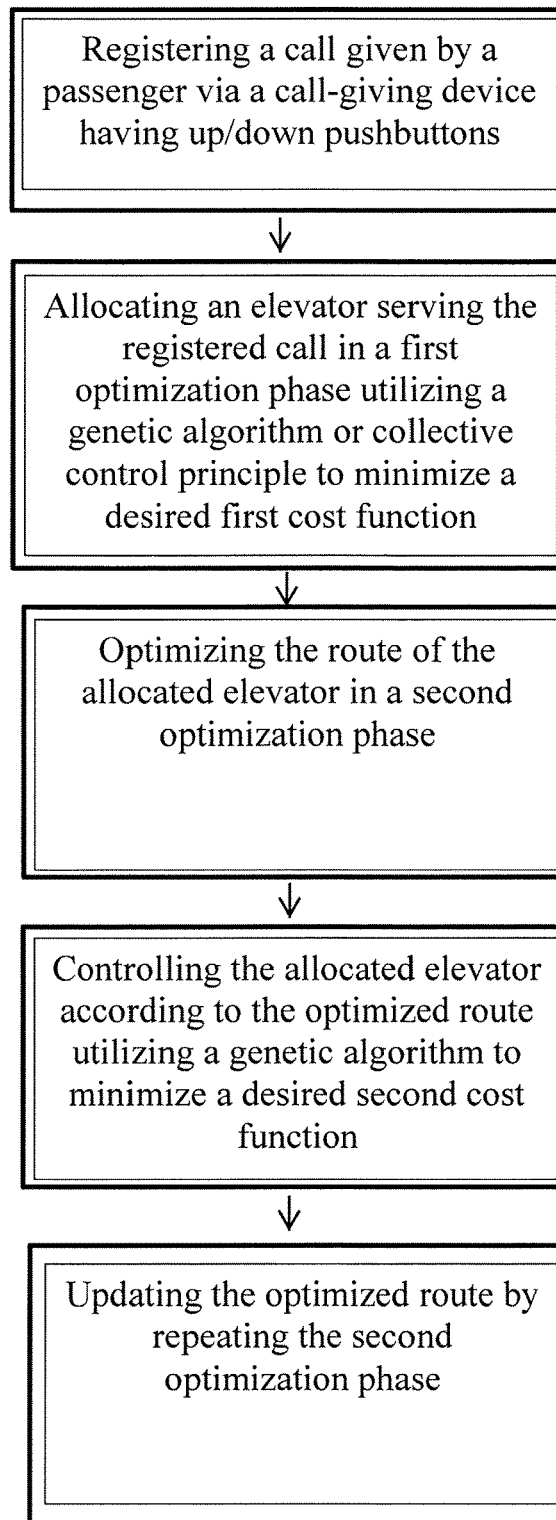 Registering a call given by a
passenger via a call-giving device
having up/down pushbuttons
Allocating an elevator serving the
registered call in a first
optimization phase utilizing a
genetic algorithm or collective
control principle to minimize a
desired first cost function
Optimizing the route of the
allocated elevator in a second
optimization phase
Controlling the allocated elevator
according to the optimized route
utilizing a genetic algorithm to
minimize a desired second cost
function
Updating the optimized route by
repeating the second
optimization phase